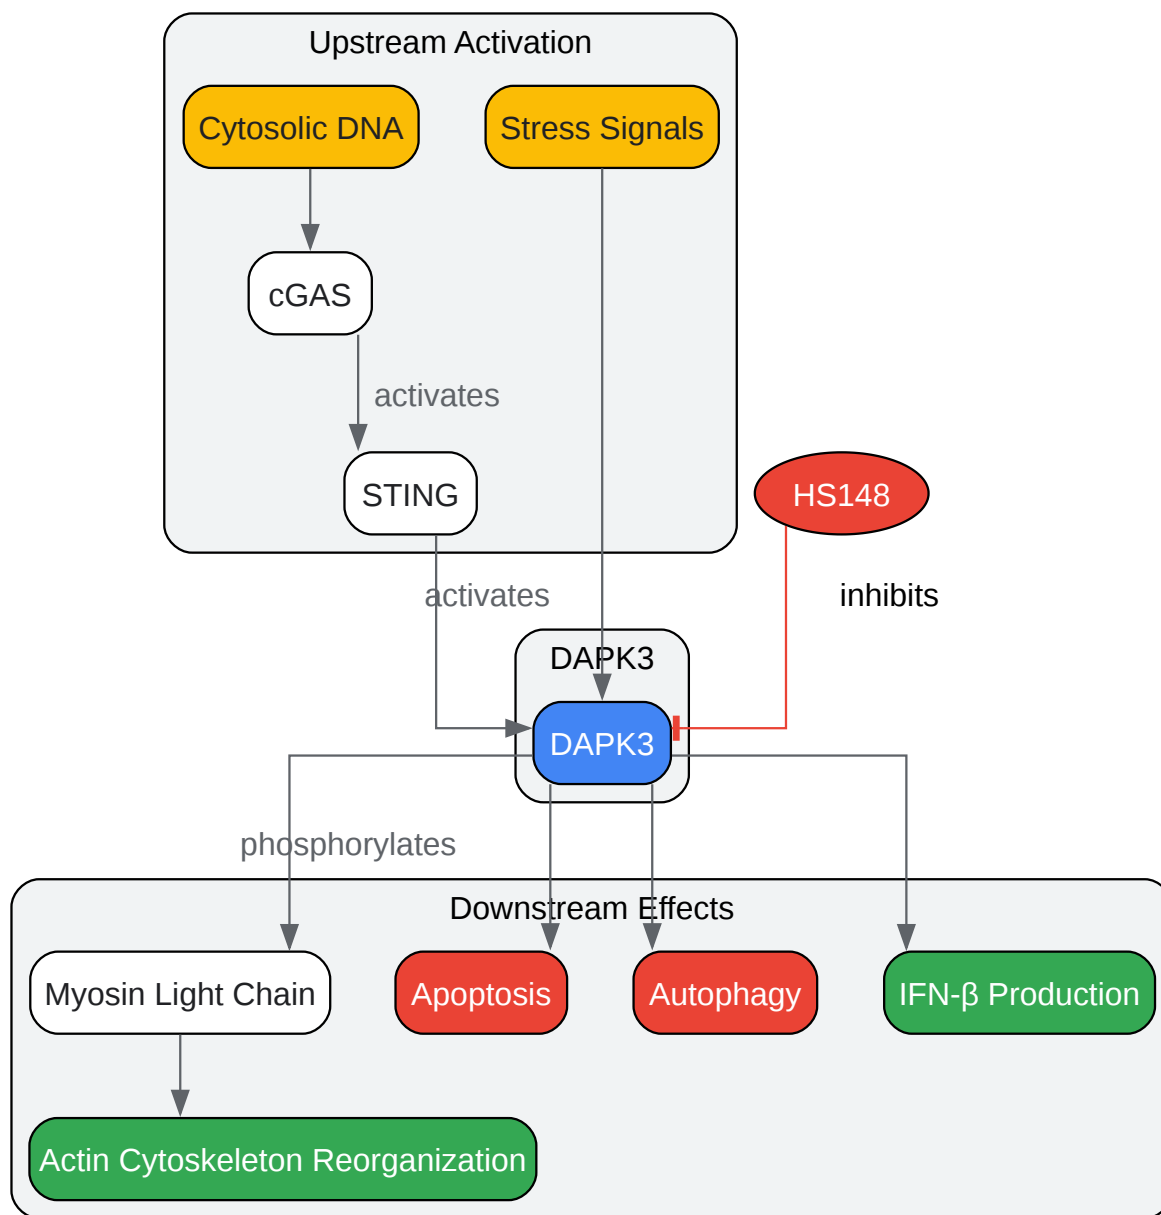 Upstream Activation
Cytosolic DNA
Stress Signals
cGAS
activates
STING
HS148
activates
inhibits
DAPK3
DAPK3
phosphorylates
Downstream Effects
Myosin Light Chain
Apoptosis
Autophagy
IFN-β Production
Actin Cytoskeleton Reorganization